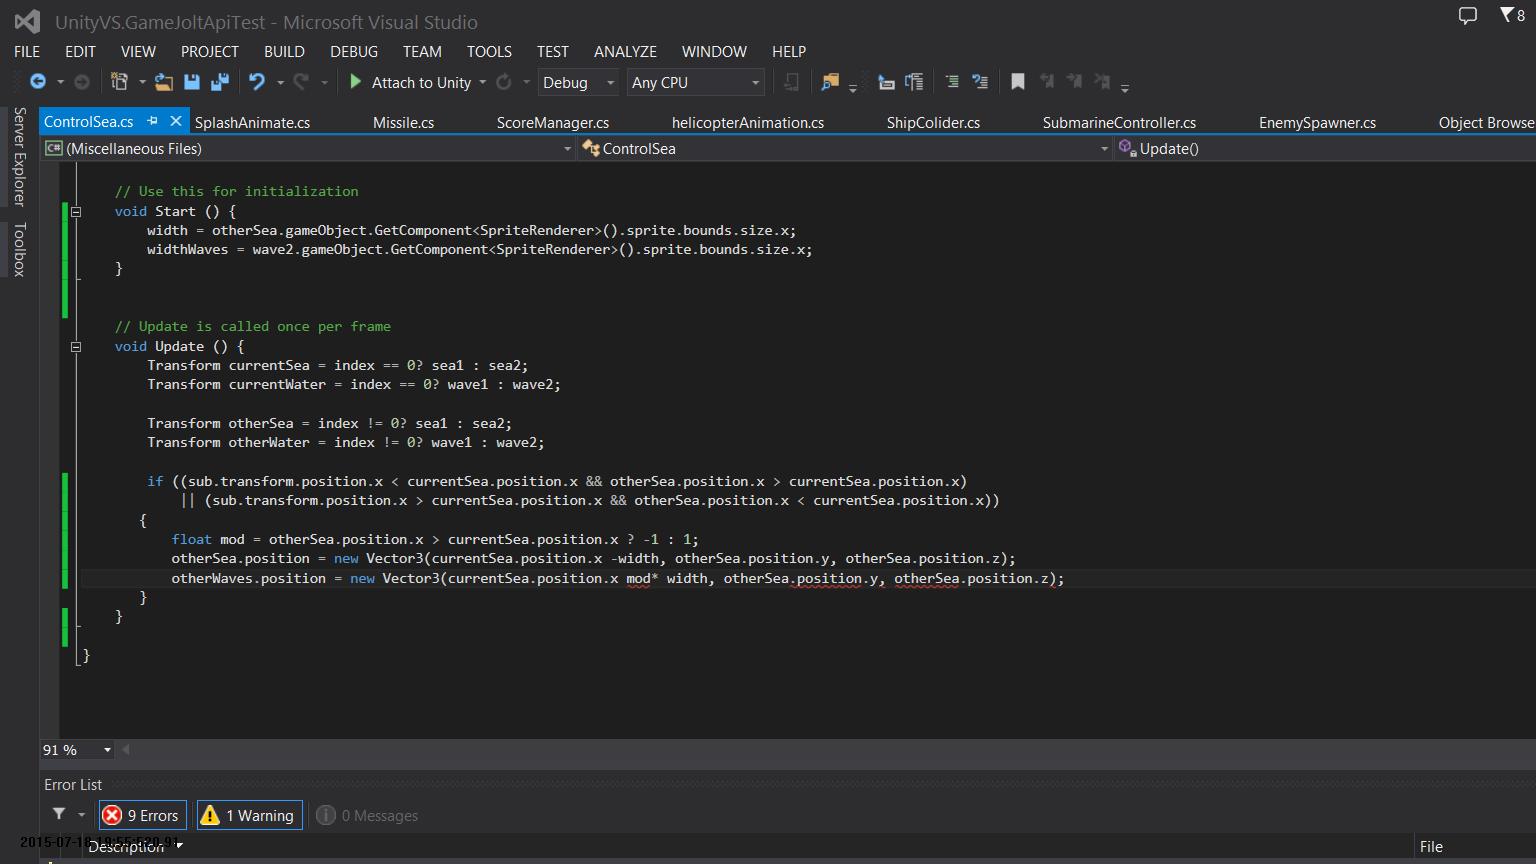 UnityVS.GameJoltApiTest - Microsoft Visual Studio
8
FILE EDIT VIEW PROJECT BUILD DEBUG TEAM TOOLS TEST ANALYZE WINDOW HELP
Attach to Unity Debug Any CPU
Server Explorer
Toolbox
ControlSea.cs SplashAnimate.cs Missile.cs ScoreManager.cs helicopterAnimation.cs ShipColider.cs SubmarineController.cs EnemySpawner.cs Object Browse
C# (Miscellaneous Files) ControlSea Update()
// Use this for initialization
void Start () {
width = otherSea.gameObject.GetComponent<SpriteRenderer>().sprite.bounds.size.x;
widthWaves = wave2.gameObject.GetComponent<SpriteRenderer>().sprite.bounds.size.x;
}
// Update is called once per frame
void Update () {
Transform currentSea = index == 0? sea1 : sea2;
Transform currentWater = index == 0? wave1 : wave2;
Transform otherSea = index != 0? sea1 : sea2;
Transform otherWater = index != 0? wave1 : wave2;
if ((sub.transform.position.x < currentSea.position.x && otherSea.position.x > currentSea.position.x)
|| (sub.transform.position.x > currentSea.position.x && otherSea.position.x < currentSea.position.x))
{
float mod = otherSea.position.x > currentSea.position.x ? -1 : 1;
otherSea.position = new Vector3(currentSea.position.x -width, otherSea.position.y, otherSea.position.z);
otherWaves.position = new Vector3(currentSea.position.x mod* width, otherSea.position.y, otherSea.position.z);
}
}
}
91 %
Error List
9 Errors 1 Warning 0 Messages
Description File